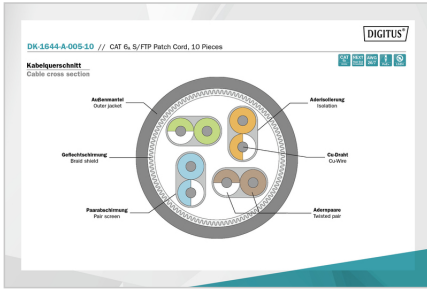 DIGITUS®
DK-1644-A-005-10 // CAT 6A S/FTP Patch Cord, 10 Pieces
Kabelquerschnitt
Cable cross section
Außenmantel
Outer jacket
Geflechtschirmung
Braid shield
Paarabschirmung
Pair screen
Aderisolierung
Isolation
Cu-Draht
Cu-Wire
Aderspaare
Twisted pair